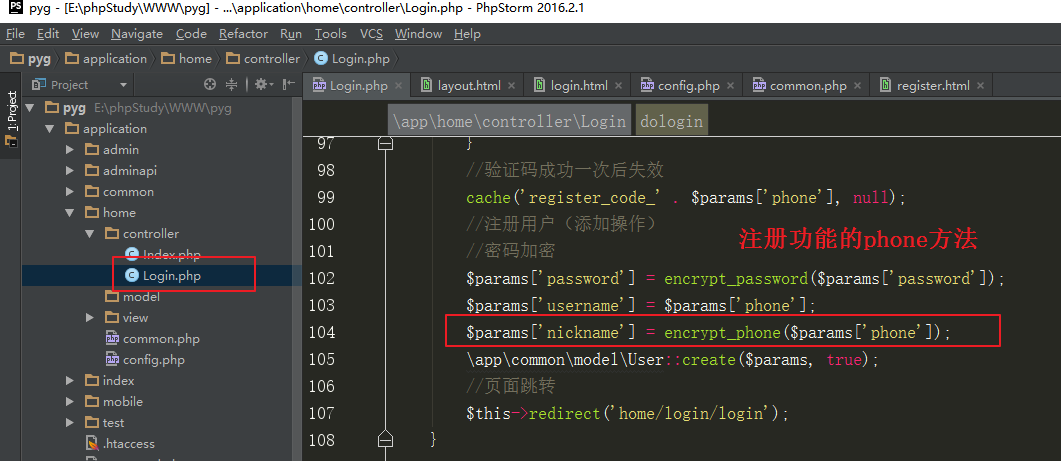 pyg - [E:\phpStudy\WWW\pyg] - ...\application\home\controller\Login.php - PhpStorm 2016.2.1
File Edit View Navigate Code Refactor Run Tools VCS Window Help
pyg application home controller Login.php
1: Project
Project
Login.php layout.html login.html config.php common.php register.html
\app\home\controller\Login dologin
pyg E:\phpStudy\WWW\pyg
application
admin
adminapi
common
home
controller
Index.php
Login.php
model
view
common.php
config.php
index
mobile
test
.htaccess
97 }
98 //验证码成功一次后失效
99 cache('register_code_' . $params['phone'], null);
100 //注册用户（添加操作）
101 //密码加密
注册功能的phone方法
102 $params['password'] = encrypt_password($params['password']);
103 $params['username'] = $params['phone'];
104 $params['nickname'] = encrypt_phone($params['phone']);
105 \app\common\model\User::create($params, true);
106 //页面跳转
107 $this->redirect('home/login/login');
108 }